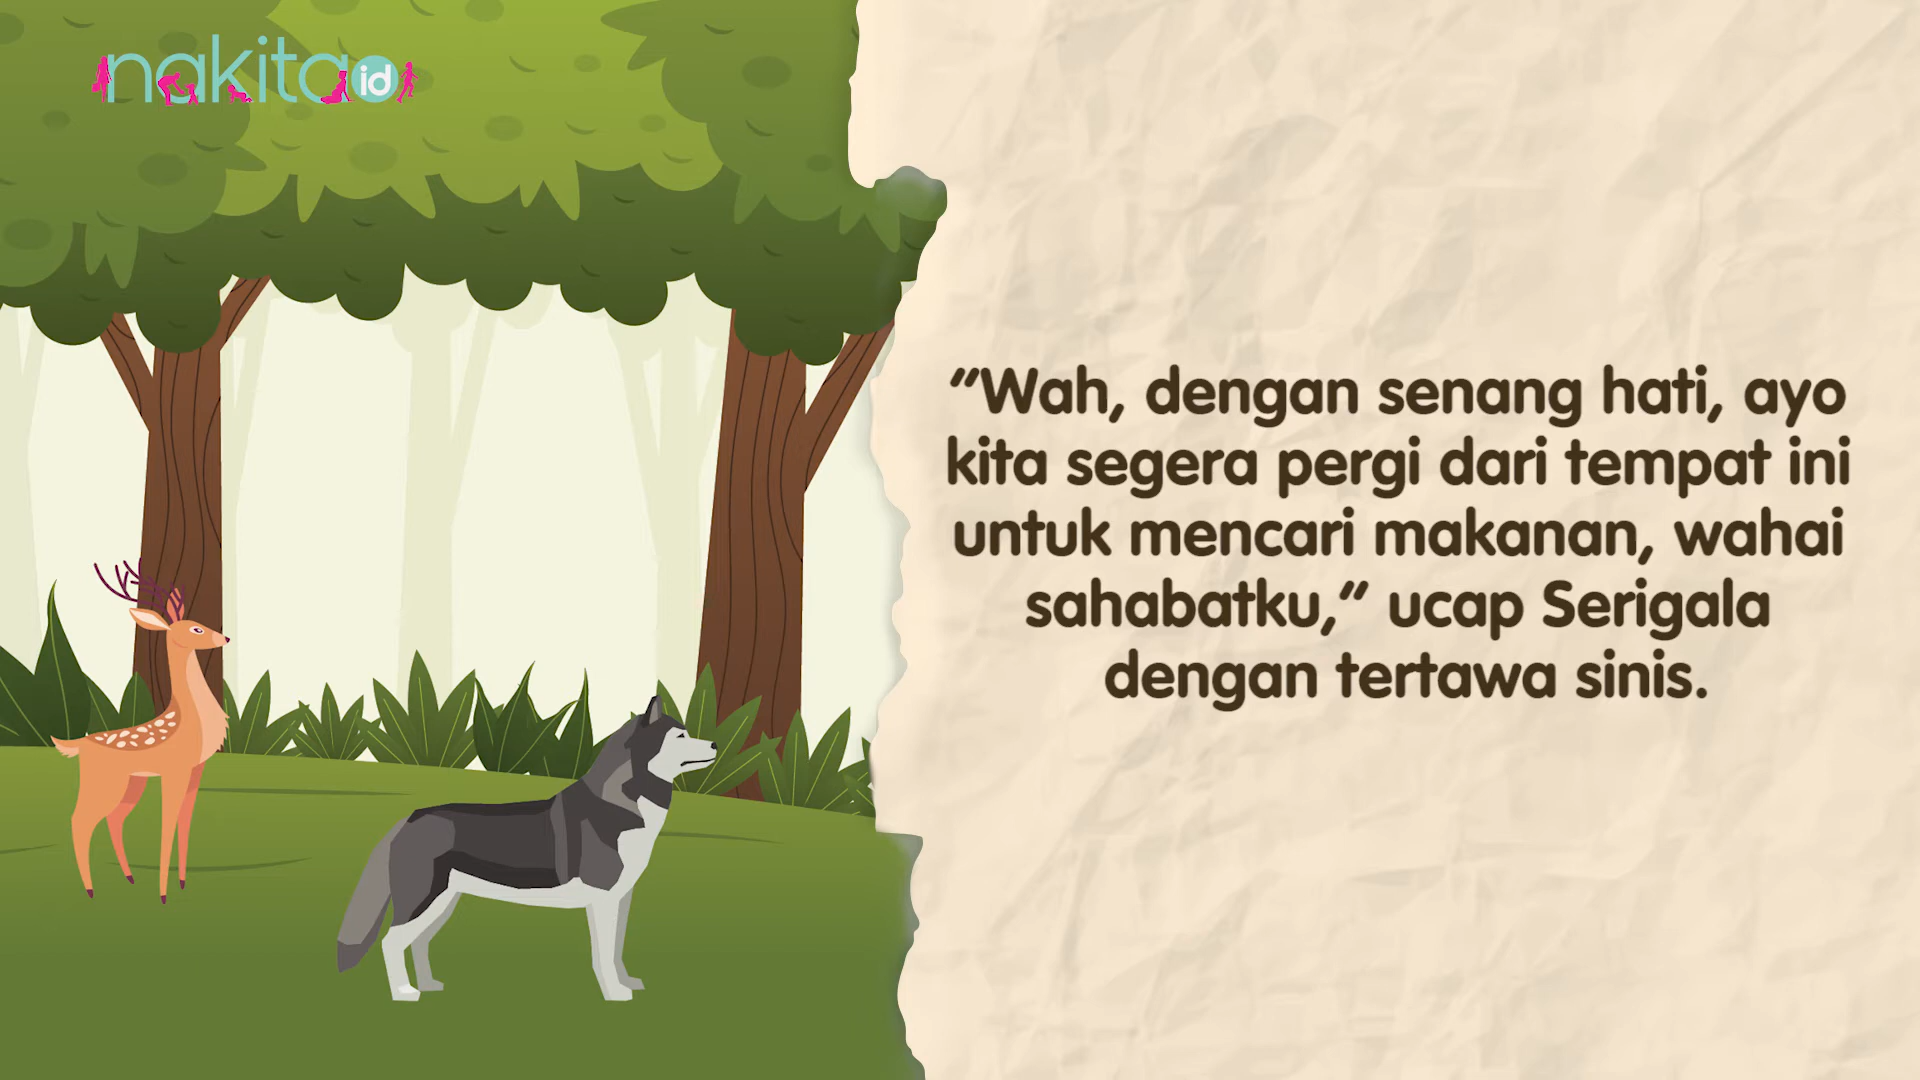 nakita id
"Wah, dengan senang hati, ayo
kita segera pergi dari tempat ini
untuk mencari makanan, wahai
sahabatku," ucap Serigala
dengan tertawa sinis.